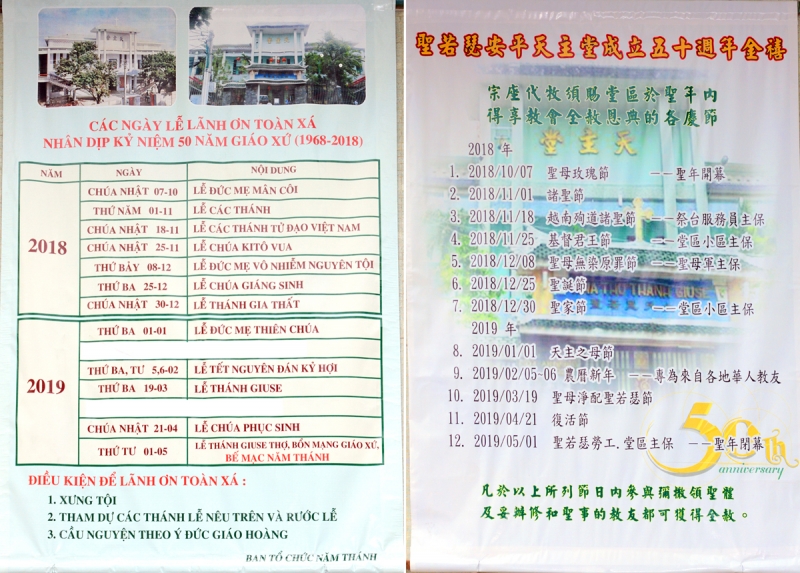 CÁC NGÀY LỄ LÃNH ƠN TOÀN XÁ
NHÂN DỊP KỶ NIỆM 50 NĂM GIÁO XỨ (1968-2018)
NĂM NGÀY NỘI DUNG
2018
CHÚA NHẬT 07-10 LỄ ĐỨC MẸ MÂN CÔI
THỨ NĂM 01-11 LỄ CÁC THÁNH
CHÚA NHẬT 18-11 LỄ CÁC THÁNH TỬ ĐẠO VIỆT NAM
CHÚA NHẬT 25-11 LỄ CHÚA KITÔ VUA
THỨ BẢY 08-12 LỄ ĐỨC MẸ VÔ NHIỄM NGUYÊN TỘI
THỨ BA 25-12 LỄ CHÚA GIÁNG SINH
CHÚA NHẬT 30-12 LỄ THÁNH GIA THẤT
2019
THỨ BA 01-01 LỄ ĐỨC MẸ THIÊN CHÚA
THỨ BA, TƯ 5,6-02 LỄ TẾT NGUYÊN ĐÁN KỶ HỢI
THỨ BA 19-03 LỄ THÁNH GIUSE
CHÚA NHẬT 21-04 LỄ CHÚA PHỤC SINH
THỨ TƯ 01-05 LỄ THÁNH GIUSE THỢ, BỔN MẠNG GIÁO XỨ,
BẾ MẠC NĂM THÁNH
ĐIỀU KIỆN ĐỂ LÃNH ƠN TOÀN XÁ :
1. XƯNG TỘI
2. THAM DỰ CÁC THÁNH LỄ NÊU TRÊN VÀ RƯỚC LỄ
3. CẦU NGUYỆN THEO Ý ĐỨC GIÁO HOÀNG
BAN TỔ CHỨC NĂM THÁNH
聖若瑟安平天主堂成立五十週年金禧
宗座代牧須賜堂區於聖年內
得享教會全赦恩典的各慶節
天主堂
2018 年
1. 2018/10/07 聖母玫瑰節 ——聖年開幕
2. 2018/11/01 諸聖節
3. 2018/11/18 越南殉道諸聖節 ——祭台服務員主保
4. 2018/11/25 基督君王節 ——堂區小區主保
5. 2018/12/08 聖母無染原罪節 ——聖母軍主保
6. 2018/12/25 聖誕節
7. 2018/12/30 聖家節 ——堂區小區主保
2019 年
8. 2019/01/01 天主之母節
9. 2019/02/05~06 農曆新年 ——專為來自各地華人教友
10. 2019/03/19 聖母淨配聖若瑟節
11. 2019/04/21 復活節
12. 2019/05/01 聖若瑟勞工.堂區主保 ——聖年閉幕
50th
anniversary
凡於以上所列節日內參與彌撒領聖體
及妥辦修和聖事的教友都可獲得全赦。